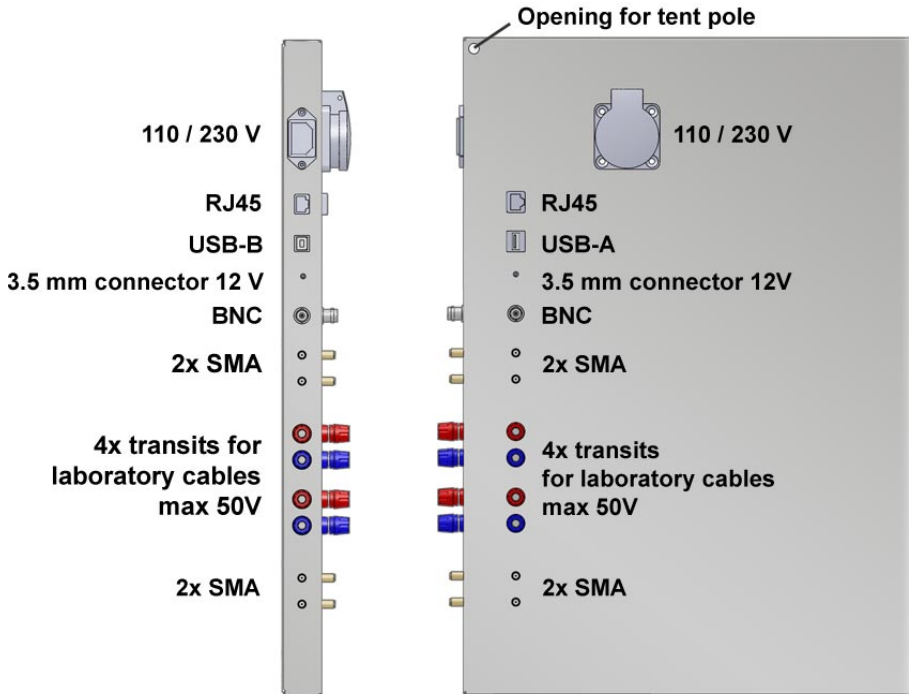 Opening for tent pole
110 / 230 V
110 / 230 V
RJ45
RJ45
USB-B
USB-A
3.5 mm connector 12 V
3.5 mm connector 12V
BNC
BNC
2x SMA
2x SMA
4x transits for
laboratory cables
max 50V
4x transits
for laboratory cables
max 50V
2x SMA
2x SMA